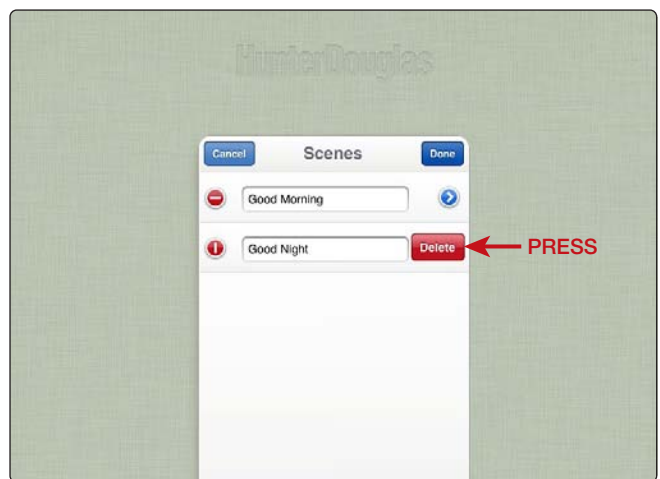 HunterDouglas
Cancel Scenes Done
Good Morning
Good Night Delete PRESS